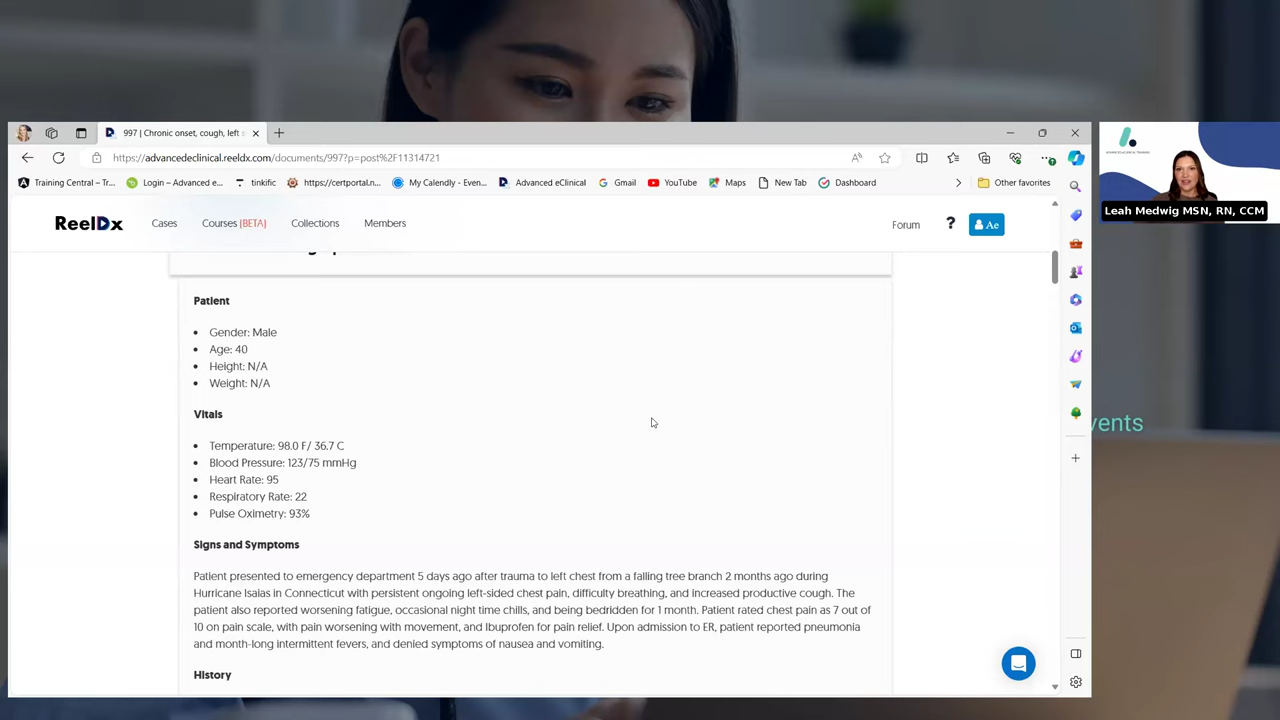 997 | Chronic onset, cough, left s
https://advancedeclinical.reeldx.com/documents/997?p=post%2F11314721
Training Central – Tr...
Login – Advanced e...
tinkific
https://certportal.n...
My Calendly - Even...
Advanced eClinical
Gmail
YouTube
Maps
New Tab
Dashboard
Other favorites
Leah Medwig MSN, RN, CCM
ReelDx
Cases
Courses [BETA]
Collections
Members
Forum
?
Ae
Patient
• Gender: Male
• Age: 40
• Height: N/A
• Weight: N/A
Vitals
• Temperature: 98.0 F/ 36.7 C
• Blood Pressure: 123/75 mmHg
• Heart Rate: 95
• Respiratory Rate: 22
• Pulse Oximetry: 93%
Signs and Symptoms
Patient presented to emergency department 5 days ago after trauma to left chest from a falling tree branch 2 months ago during
Hurricane Isaias in Connecticut with persistent ongoing left-sided chest pain, difficulty breathing, and increased productive cough. The
patient also reported worsening fatigue, occasional night time chills, and being bedridden for 1 month. Patient rated chest pain as 7 out of
10 on pain scale, with pain worsening with movement, and Ibuprofen for pain relief. Upon admission to ER, patient reported pneumonia
and month-long intermittent fevers, and denied symptoms of nausea and vomiting.
History
vents